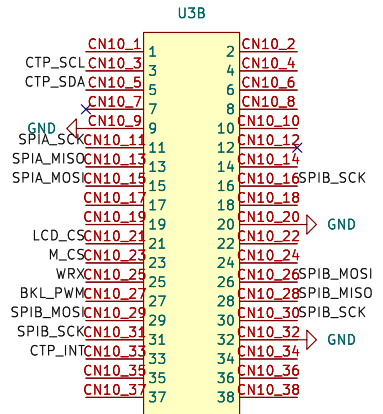 U3B
CN10_1 1 2 CN10_2
CTP_SCL CN10_3 3 4 CN10_4
CTP_SDA CN10_5 5 6 CN10_6
CN10_7 7 8 CN10_8
GND CN10_9 9 10 CN10_10
SPIA_SCK CN10_11 11 12 CN10_12
SPIA_MISO CN10_13 13 14 CN10_14
SPIA_MOSI CN10_15 15 16 CN10_16 SPIB_SCK
CN10_17 17 18 CN10_18
CN10_19 19 20 CN10_20 GND
LCD_CS CN10_21 21 22 CN10_22
M_CS CN10_23 23 24 CN10_24
WRX CN10_25 25 26 CN10_26 SPIB_MOSI
BKL_PWM CN10_27 27 28 CN10_28 SPIB_MISO
SPIB_MOSI CN10_29 29 30 CN10_30 SPIB_SCK
SPIB_SCK CN10_31 31 32 CN10_32 GND
CTP_INT CN10_33 33 34 CN10_34
CN10_35 35 36 CN10_36
CN10_37 37 38 CN10_38